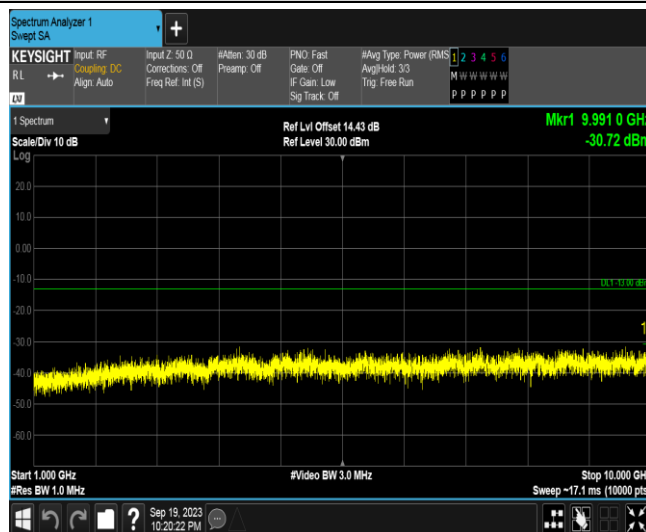 Spectrum Analyzer 1
Swept SA
+
KEYSIGHT Input: RF Input Z: 50 Ω #Atten: 30 dB PNO: Fast #Avg Type: Power (RMS 1 2 3 4 5 6
RL Coupling: DC Corrections: Off Preamp: Off Gate: Off Avg|Hold: 3/3 M W W W W W
Align: Auto Freq Ref: Int (S) IF Gain: Low Trig: Free Run
LXI Sig Track: Off P P P P P P
1 Spectrum Ref Lvl Offset 14.43 dB Mkr1 9.991 0 GHz
Scale/Div 10 dB Ref Level 30.00 dBm -30.72 dBm
Log
20.0
10.0
0.00
-10.0
DL1 -13.00 dBm
-20.0
1
-30.0
-40.0
-50.0
-60.0
Start 1.000 GHz #Video BW 3.0 MHz Stop 10.000 GHz
#Res BW 1.0 MHz Sweep ~17.1 ms (10000 pts
? Sep 19, 2023
10:20:22 PM